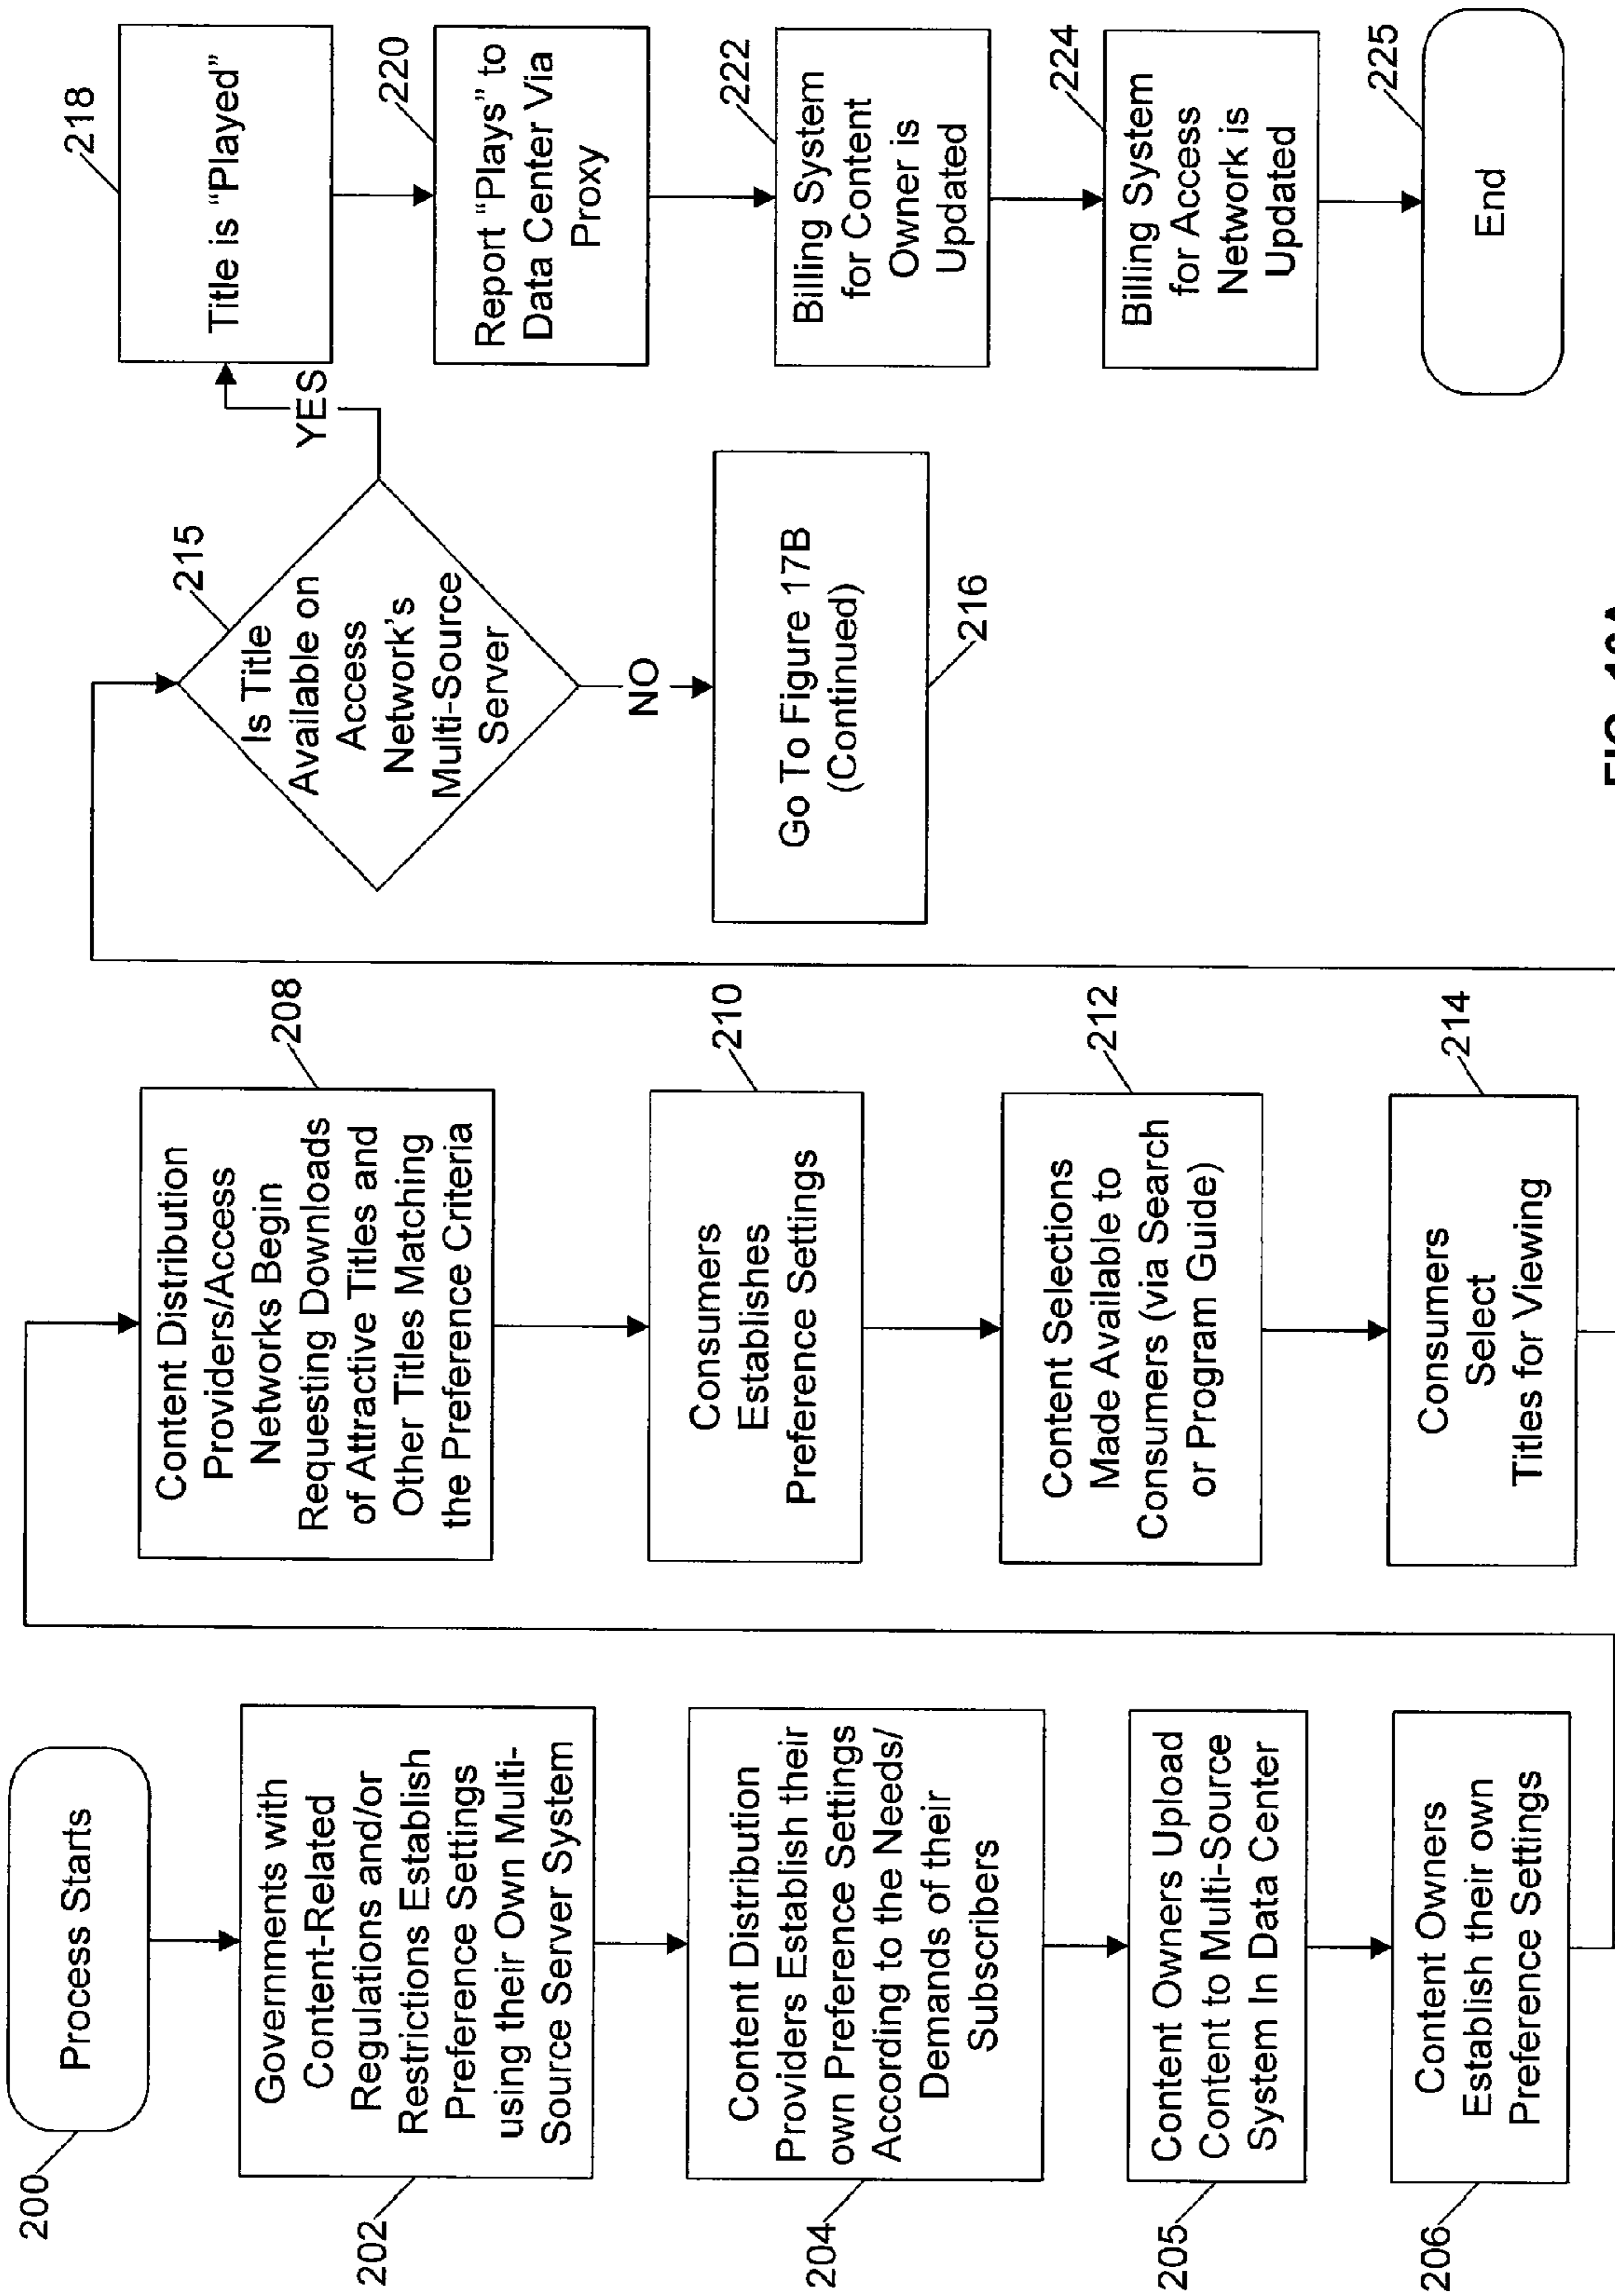 Process Starts
200
Governments with
Content-Related
Regulations and/or
Restrictions Establish
Preference Settings
using their Own Multi-
Source Server System
202
Content Distribution
Providers Establish their
own Preference Settings
According to the Needs/
Demands of their
Subscribers
204
Content Owners Upload
Content to Multi-Source
System In Data Center
205
Content Owners
Establish their own
Preference Settings
206
208
Content Distribution
Providers/Access
Networks Begin
Requesting Downloads
of Attractive Titles and
Other Titles Matching
the Preference Criteria
210
Consumers
Establishes
Preference Settings
212
Content Selections
Made Available to
Consumers (via Search
or Program Guide)
214
Consumers
Select
Titles for Viewing
215
Is Title
Available on
Access
Network's
Multi-Source
Server
YES
NO
Go To Figure 17B
(Continued)
216
218
Title is “Played”
220
Report “Plays” to
Data Center Via
Proxy
222
Billing System
for Content
Owner is
Updated
224
Billing System
for Access
Network is
Updated
225
End